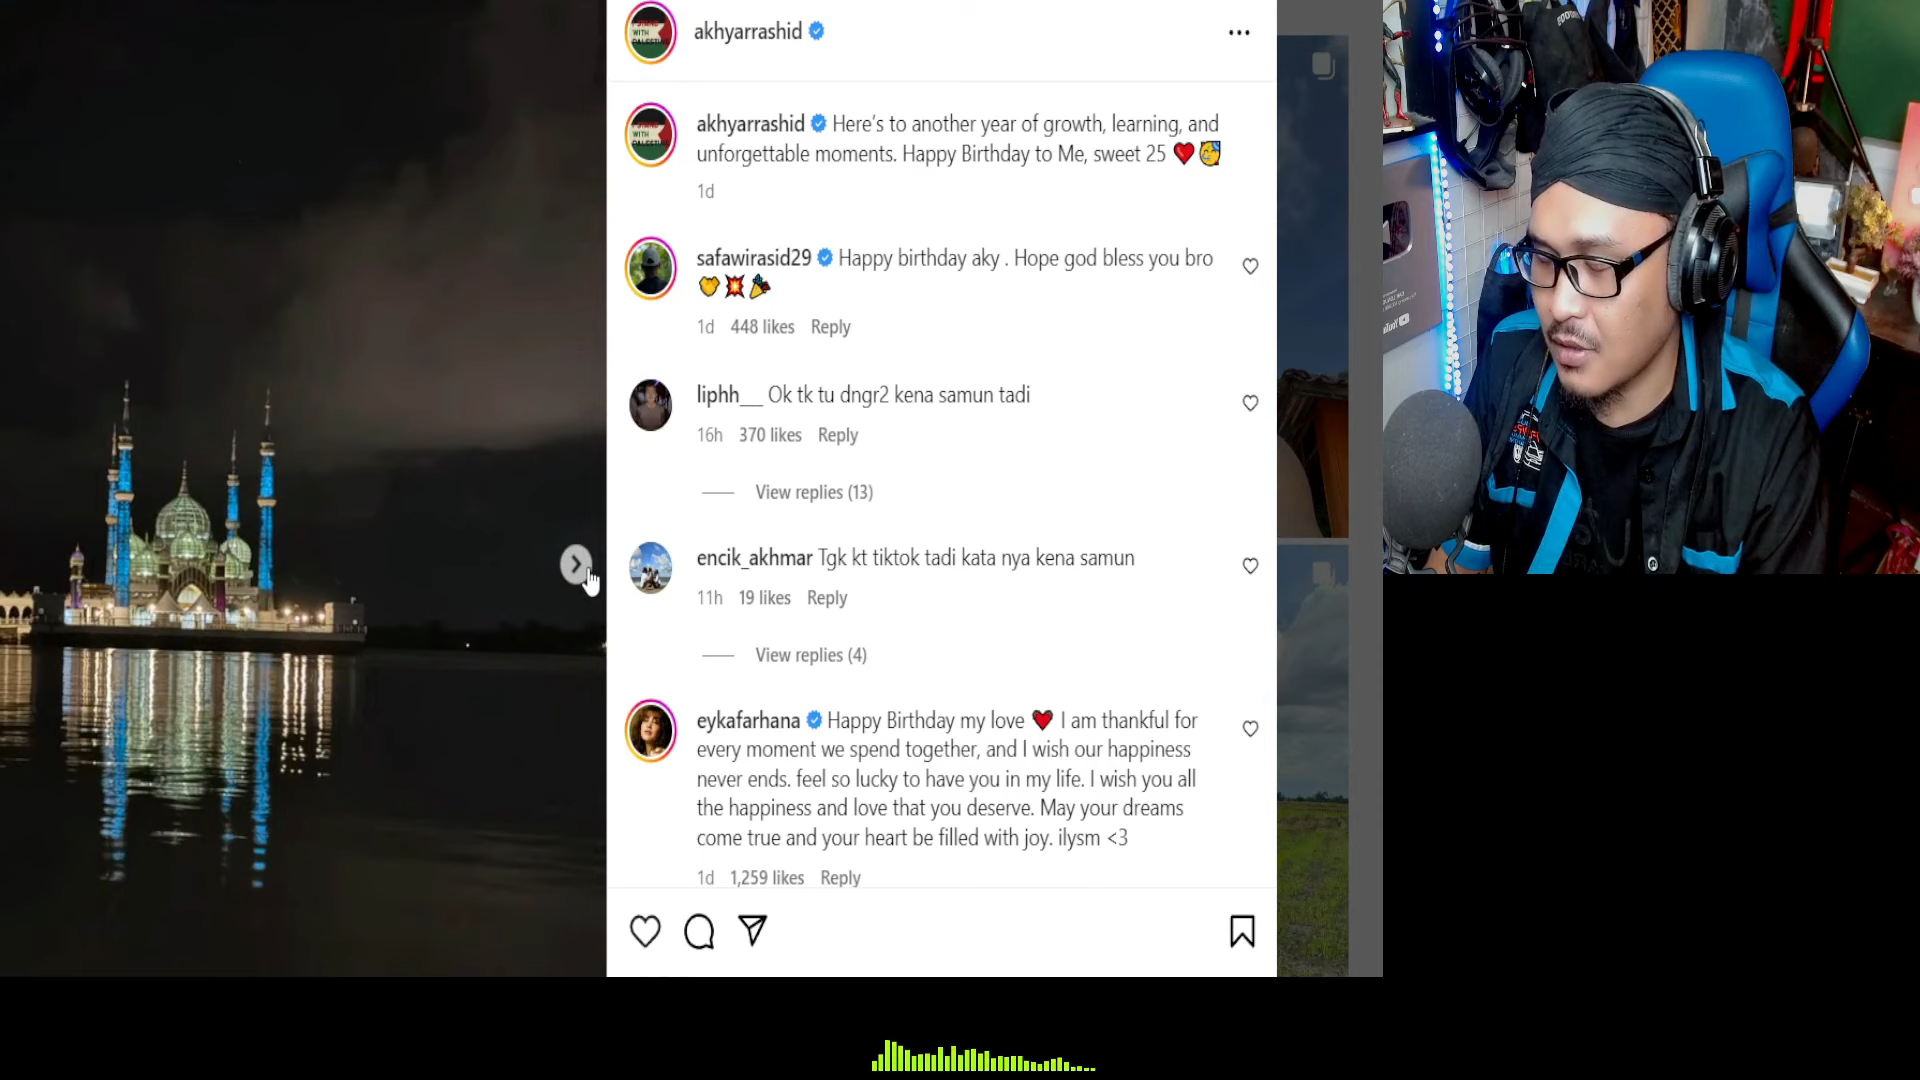 akhyarrashid
akhyarrashid Here's to another year of growth, learning, and
unforgettable moments. Happy Birthday to Me, sweet 25 ❤️🥳
1d
safawirasid29 Happy birthday aky . Hope god bless you bro
💛💥🎉
1d 448 likes Reply
liphh__ Ok tk tu dngr2 kena samun tadi
16h 370 likes Reply
View replies (13)
encik_akhmar Tgk kt tiktok tadi kata nya kena samun
11h 19 likes Reply
View replies (4)
eykafarhana Happy Birthday my love ❤️ I am thankful for
every moment we spend together, and I wish our happiness
never ends. feel so lucky to have you in my life. I wish you all
the happiness and love that you deserve. May your dreams
come true and your heart be filled with joy. ilysm <3
1d 1,259 likes Reply
WITH
PALESTINE
WITH
PALESTINE
YouTube